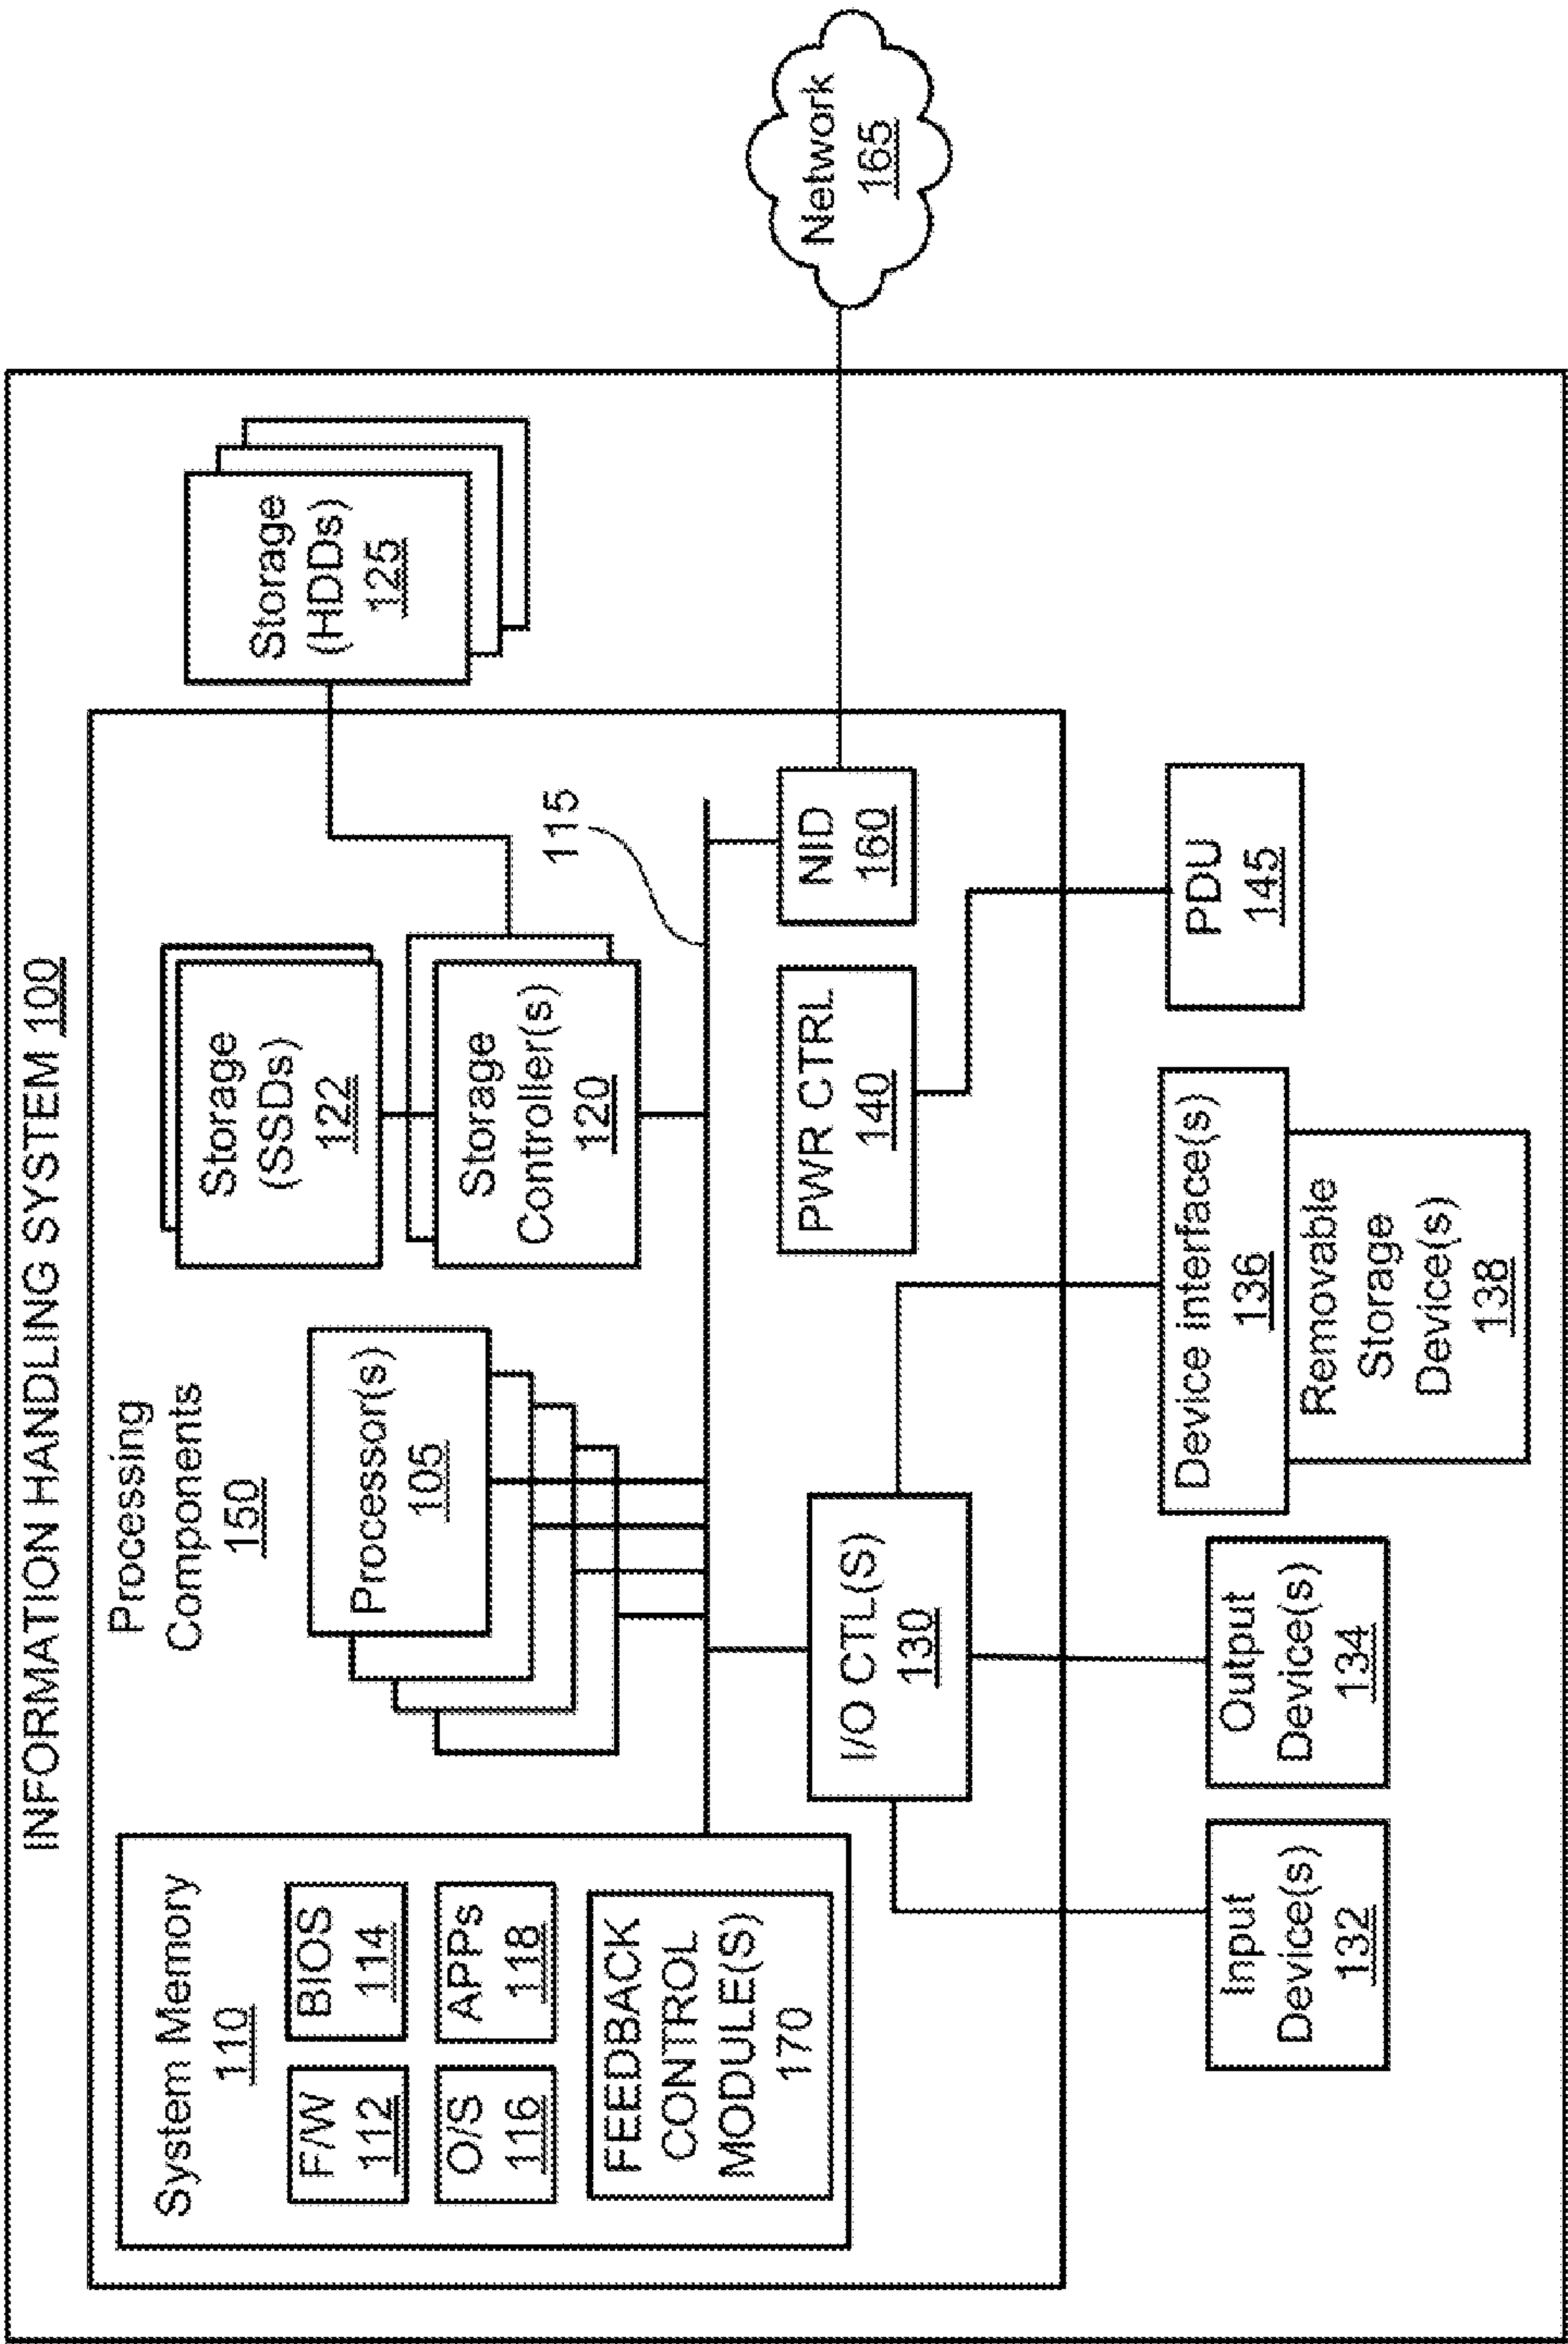 INFORMATION HANDLING SYSTEM 100
Processing
Components
150
System Memory
110
F/W
112
BIOS
114
O/S
116
APPs
118
FEEDBACK
CONTROL
MODULE(S)
170
Processor(s)
105
Storage
(SSDs)
122
Storage
Controller(s)
120
Storage
(HDDs)
125
115
I/O CTL(S)
130
PWR CTRL
140
NID
160
Network
165
Input
Device(s)
132
Output
Device(s)
134
Device interface(s)
136
Removable
Storage
Device(s)
138
PDU
145